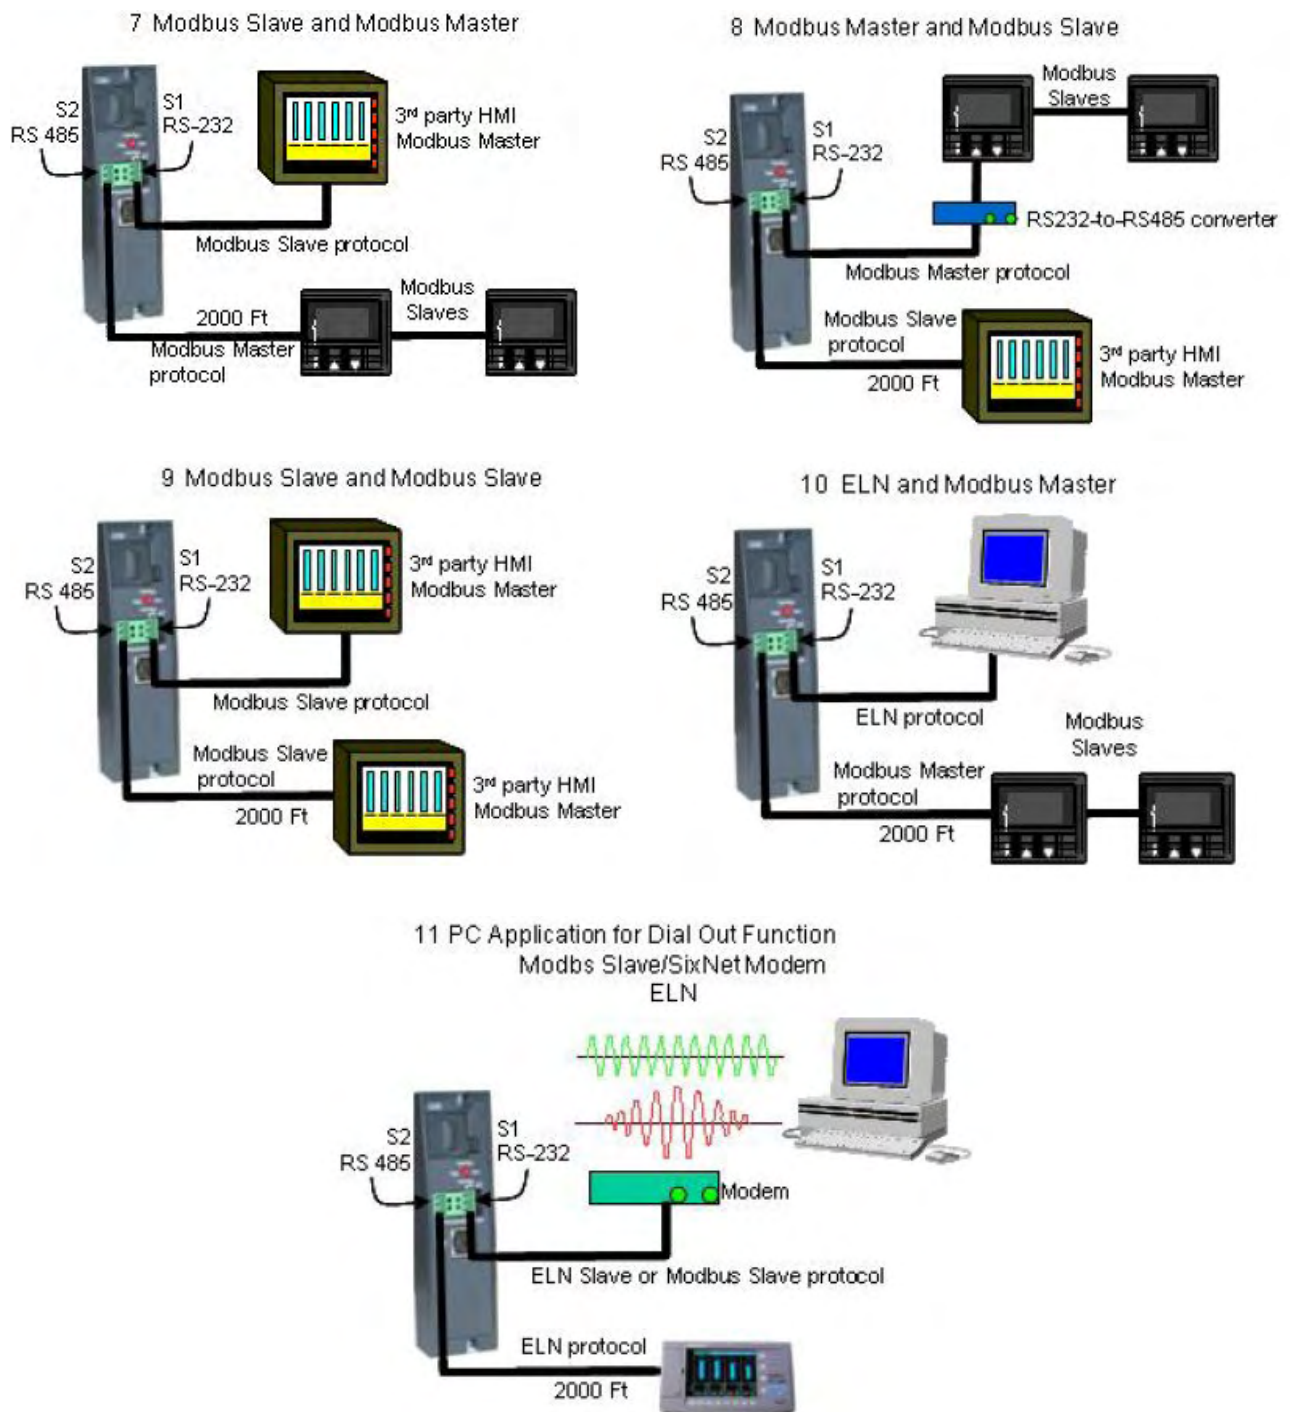 7 Modbus Slave and Modbus Master
S2
RS 485
S1
RS-232
3rd party HMI
Modbus Master
Modbus Slave protocol
2000 Ft
Modbus Master
protocol
Modbus
Slaves
8 Modbus Master and Modbus Slave
S2
RS 485
S1
RS-232
Modbus
Slaves
RS232-to-RS485 converter
Modbus Master protocol
Modbus Slave
protocol
2000 Ft
3rd party HMI
Modbus Master
9 Modbus Slave and Modbus Slave
S2
RS 485
S1
RS-232
3rd party HMI
Modbus Master
Modbus Slave protocol
Modbus Slave
protocol
2000 Ft
3rd party HMI
Modbus Master
10 ELN and Modbus Master
S2
RS 485
S1
RS-232
ELN protocol
Modbus
Slaves
Modbus Master
protocol
2000 Ft
11 PC Application for Dial Out Function
Modbs Slave/SixNet Modem
ELN
S2
RS 485
S1
RS-232
Modem
ELN Slave or Modbus Slave protocol
ELN protocol
2000 Ft